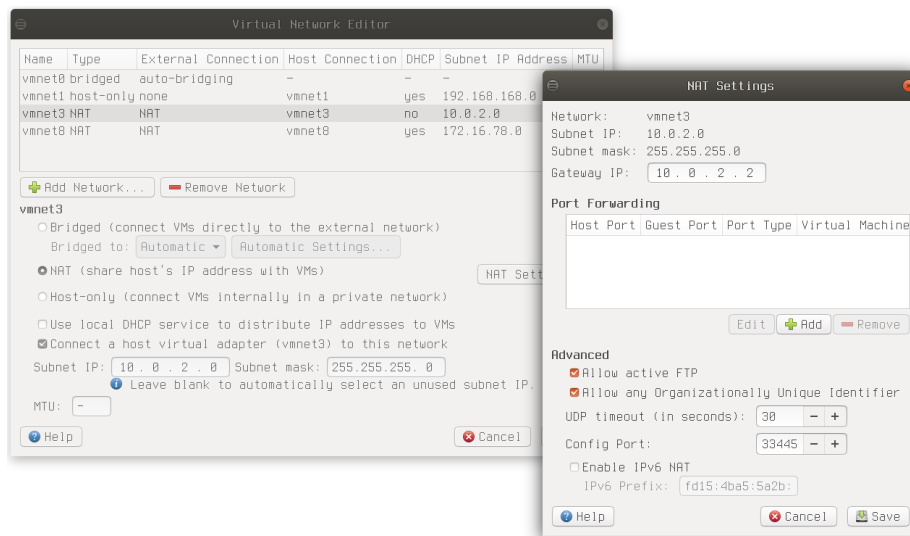 Virtual Network Editor
Name Type External Connection Host Connection DHCP Subnet IP Address MTU
vmnet0 bridged auto-bridging - - -
vmnet1 host-only none vmnet1 yes 192.168.168.0
vmnet3 NAT NAT vmnet3 no 10.0.2.0
vmnet8 NAT NAT vmnet8 yes 172.16.78.0
Add Network... Remove Network
vmnet3
Bridged (connect VMs directly to the external network)
Bridged to: Automatic Automatic Settings...
NAT (share host's IP address with VMs)
NAT Sett
Host-only (connect VMs internally in a private network)
Use local DHCP service to distribute IP addresses to VMs
Connect a host virtual adapter (vmnet3) to this network
Subnet IP: 10 . 0 . 2 . 0 Subnet mask: 255.255.255. 0
Leave blank to automatically select an unused subnet IP.
MTU: -
Help Cancel
NAT Settings
Network: vmnet3
Subnet IP: 10.0.2.0
Subnet mask: 255.255.255.0
Gateway IP: 10 . 0 . 2 . 2
Port Forwarding
Host Port Guest Port Port Type Virtual Machine
Edit Add Remove
Advanced
Allow active FTP
Allow any Organizationally Unique Identifier
UDP timeout (in seconds): 30 - +
Config Port: 33445 - +
Enable IPv6 NAT
IPv6 Prefix: fd15:4ba5:5a2b:
Help Cancel Save